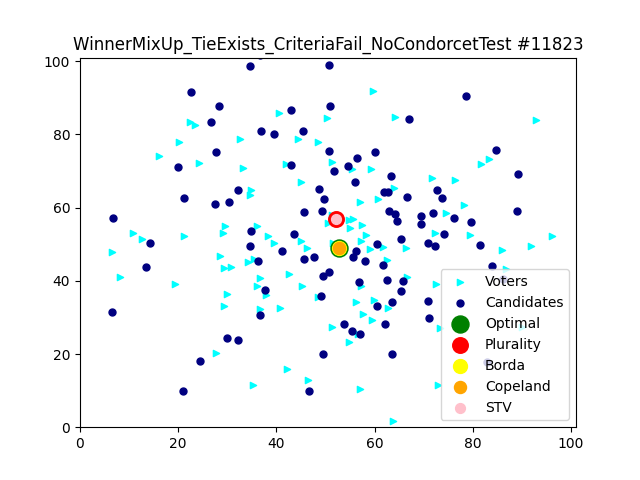 WinnerMixUp_TieExists_CriteriaFail_NoCondorcetTest #11823
100
80
60
40
20
0
0 20 40 60 80 100
Voters
Candidates
Optimal
Plurality
Borda
Copeland
STV